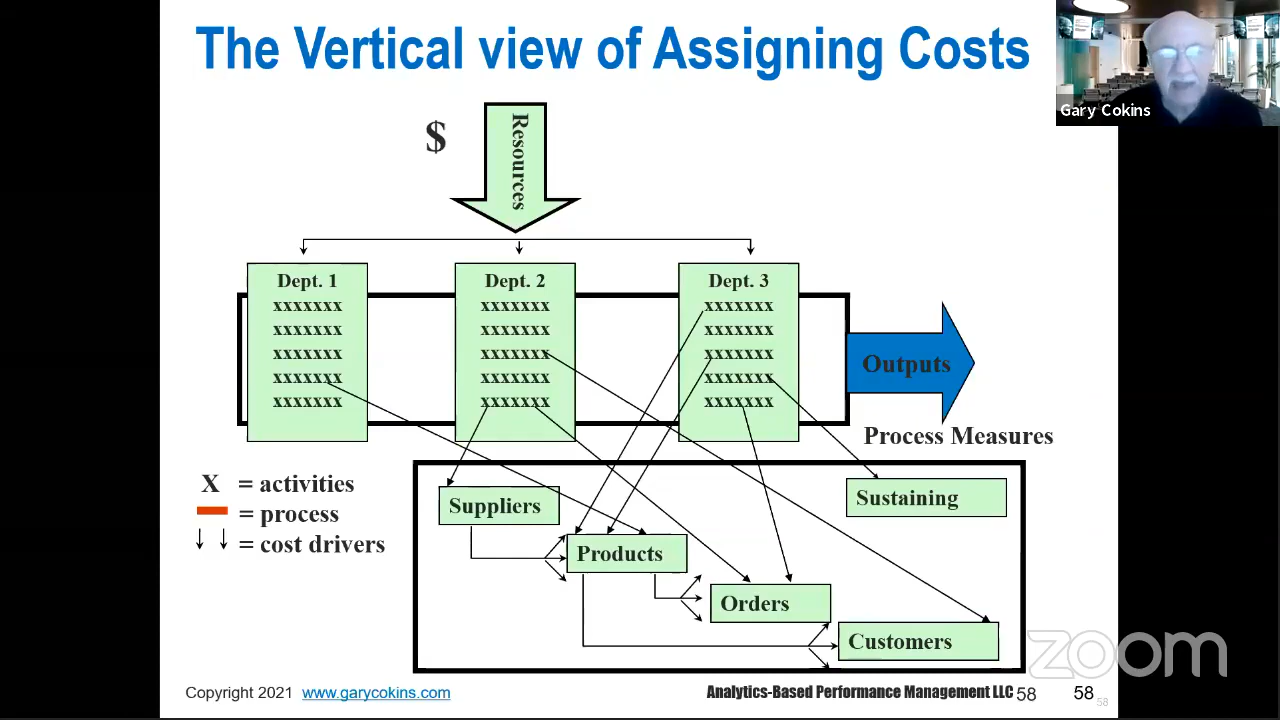 The Vertical view of Assigning Costs
Gary Cokins
$
Resources
Dept. 1
xxxxxxx
xxxxxxx
xxxxxxx
xxxxxxx
xxxxxxx
Dept. 2
xxxxxxx
xxxxxxx
xxxxxxx
xxxxxxx
xxxxxxx
Dept. 3
xxxxxxx
xxxxxxx
xxxxxxx
xxxxxxx
xxxxxxx
Outputs
Process Measures
X = activities
= process
= cost drivers
Suppliers
Products
Orders
Customers
Sustaining
zoom
Copyright 2021 www.garycokins.com
Analytics-Based Performance Management LLC 58
58
58